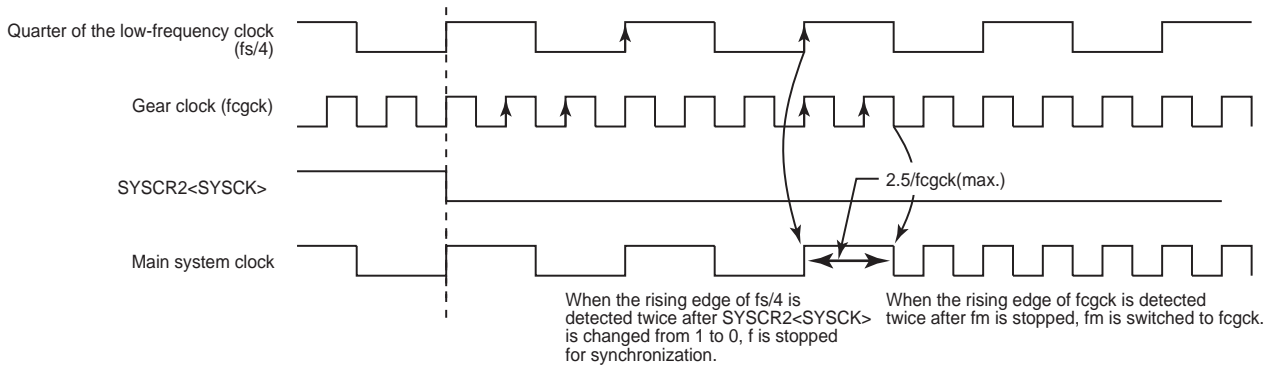 Quarter of the low-frequency clock
(fs/4)
Gear clock (fcgck)
SYSCR2<SYSCK>
2.5/fcgck(max.)
Main system clock
When the rising edge of fs/4 is
detected twice after SYSCR2<SYSCK>
is changed from 1 to 0, f is stopped
for synchronization.
When the rising edge of fcgck is detected
twice after fm is stopped, fm is switched to fcgck.